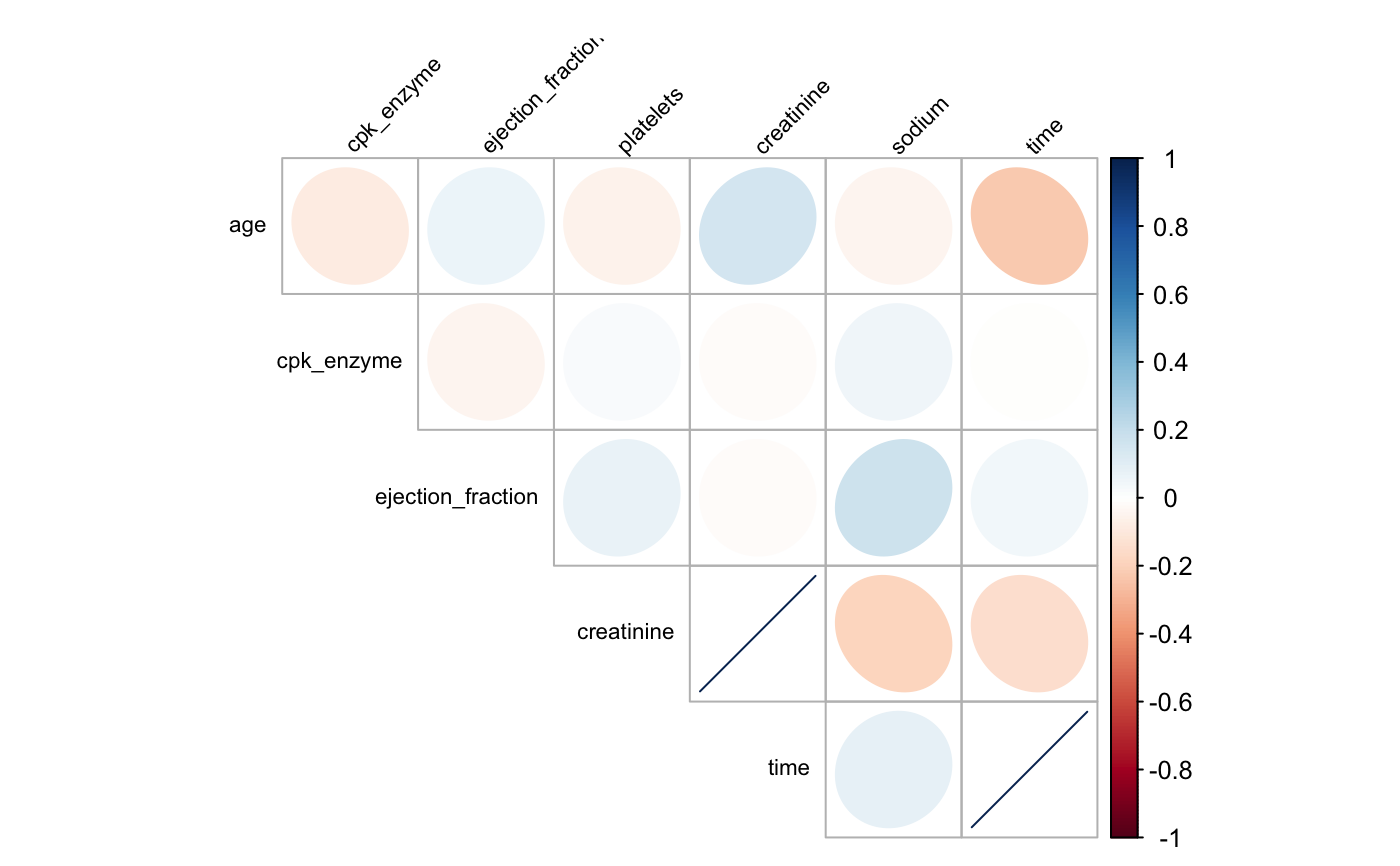 cpk_enzyme
ejection_fraction
platelets
creatinine
sodium
time
age
cpk_enzyme
ejection_fraction
creatinine
time
1
0.8
0.6
0.4
0.2
0
-0.2
-0.4
-0.6
-0.8
-1